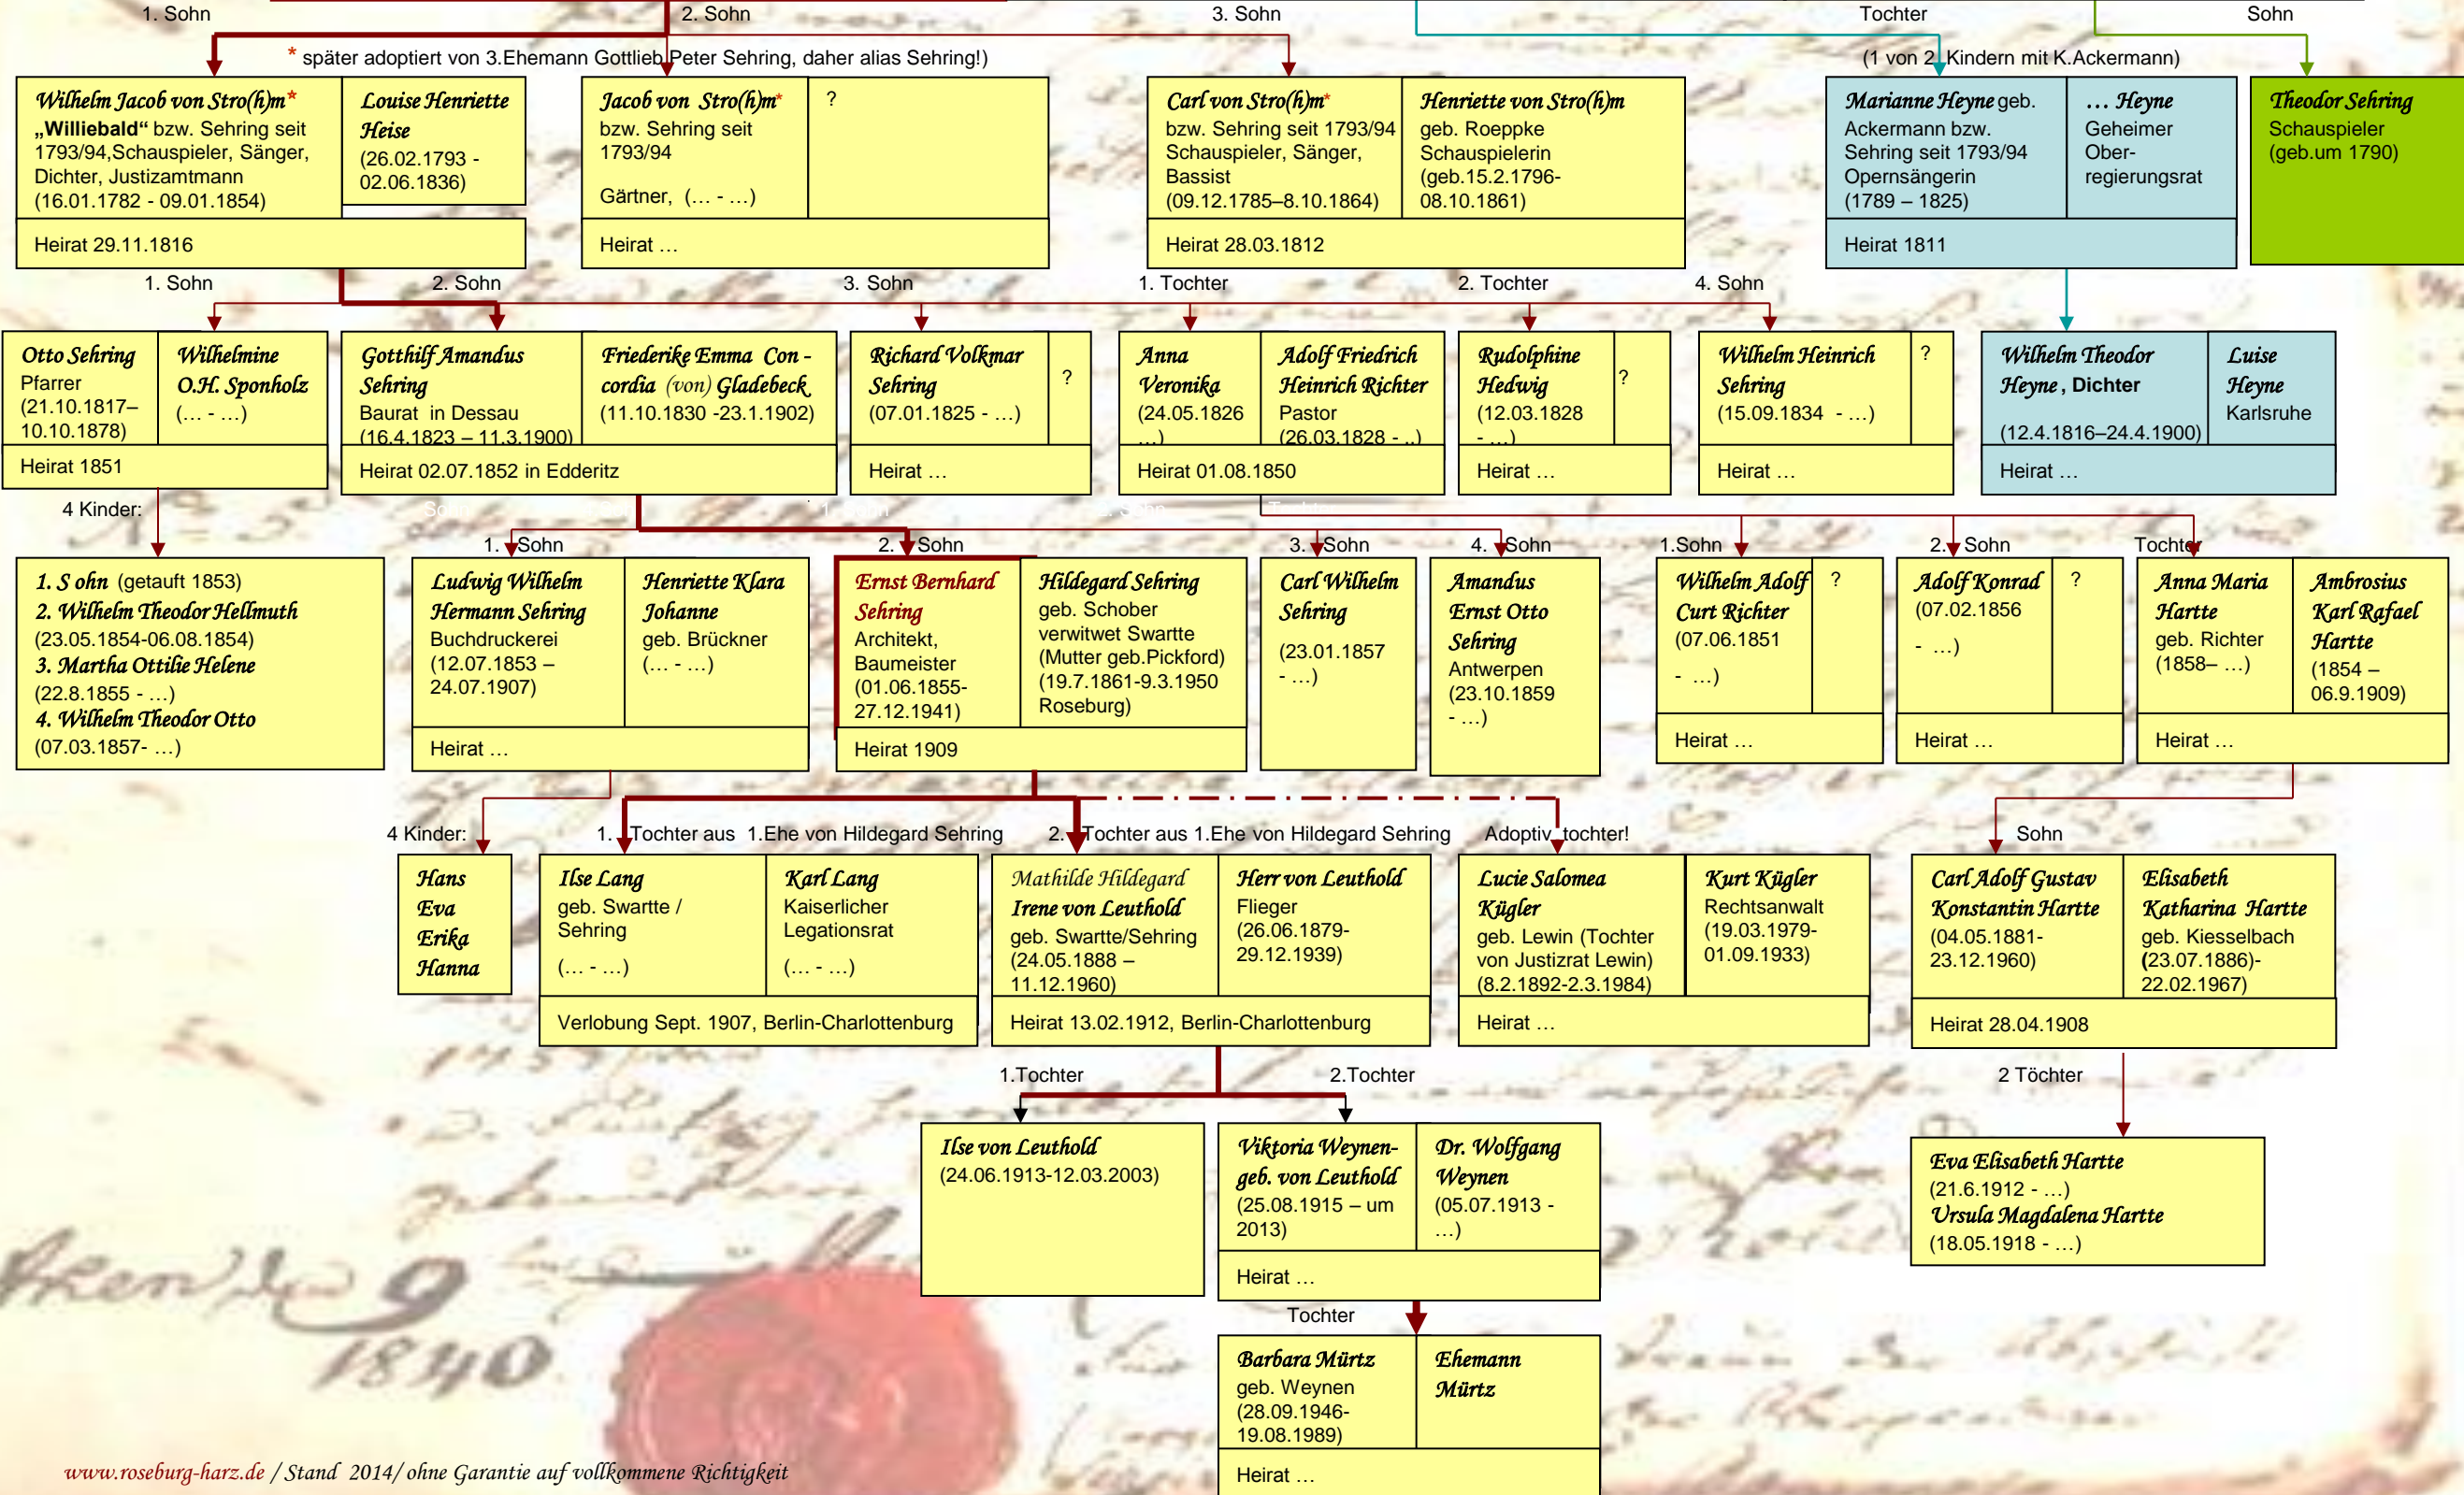 1. Sohn
2. Sohn
3. Sohn
Tochter
Sohn
* später adoptiert von 3.Ehemann Gottlieb Peter Sehring, daher alias Sehring!)
(1 von 2 Kindern mit K.Ackermann)
Wilhelm Jacob von Stro(h)m*
„Williebald“ bzw. Sehring seit
1793/94,Schauspieler, Sänger,
Dichter, Justizamtmann
(16.01.1782 - 09.01.1854)
Louise Henriette
Heise
(26.02.1793 -
02.06.1836)
Heirat 29.11.1816
Jacob von Stro(h)m*
bzw. Sehring seit
1793/94
Gärtner, (... - ...)
?
Heirat ...
Carl von Stro(h)m*
bzw. Sehring seit 1793/94
Schauspieler, Sänger,
Bassist
(09.12.1785–8.10.1864)
Henriette von Stro(h)m
geb. Roeppke
Schauspielerin
(geb.15.2.1796-
08.10.1861)
Heirat 28.03.1812
Marianne Heyne geb.
Ackermann bzw.
Sehring seit 1793/94
Opernsängerin
(1789 – 1825)
... Heyne
Geheimer
Ober-
regierungsrat
Heirat 1811
Theodor Sehring
Schauspieler
(geb.um 1790)
1. Sohn
2. Sohn
3. Sohn
1. Tochter
2. Tochter
4. Sohn
Otto Sehring
Pfarrer
(21.10.1817–
10.10.1878)
Wilhelmine
O.H. Sponholz
(... - ...)
Heirat 1851
Gotthilf Amandus
Sehring
Baurat in Dessau
(16.4.1823 – 11.3.1900)
Friederike Emma Con -
cordia (von) Gladebeck
(11.10.1830 -23.1.1902)
Heirat 02.07.1852 in Edderitz
Richard Volkmar
Sehring
(07.01.1825 - ...)
?
Heirat ...
Anna
Veronika
(24.05.1826
...)
Adolf Friedrich
Heinrich Richter
Pastor
(26.03.1828 - ..)
Heirat 01.08.1850
Rudolphine
Hedwig
(12.03.1828
- ...)
?
Heirat ...
Wilhelm Heinrich
Sehring
(15.09.1834 - ...)
?
Heirat ...
Wilhelm Theodor
Heyne , Dichter
(12.4.1816–24.4.1900)
Luise
Heyne
Karlsruhe
Heirat ...
4 Kinder:
Sohn
1. Sohn
Sohn
Tochter
1. Sohn
2. Sohn
3. Sohn
4. Sohn
1.Sohn
2. Sohn
Tochter
1. S ohn (getauft 1853)
2. Wilhelm Theodor Hellmuth
(23.05.1854-06.08.1854)
3. Martha Ottilie Helene
(22.8.1855 - ...)
4. Wilhelm Theodor Otto
(07.03.1857- ...)
Ludwig Wilhelm
Hermann Sehring
Buchdruckerei
(12.07.1853 –
24.07.1907)
Henriette Klara
Johanne
geb. Brückner
(... - ...)
Heirat ...
Ernst Bernhard
Sehring
Architekt,
Baumeister
(01.06.1855-
27.12.1941)
Hildegard Sehring
geb. Schober
verwitwet Swartte
(Mutter geb.Pickford)
(19.7.1861-9.3.1950
Roseburg)
Heirat 1909
Carl Wilhelm
Sehring
(23.01.1857
- ...)
Amandus
Ernst Otto
Sehring
Antwerpen
(23.10.1859
- ...)
Wilhelm Adolf
Curt Richter
(07.06.1851
- ...)
?
Heirat ...
Adolf Konrad
(07.02.1856
- ...)
?
Heirat ...
Anna Maria
Hartte
geb. Richter
(1858– ...)
Ambrosius
Karl Rafael
Hartte
(1854 –
06.9.1909)
Heirat ...
4 Kinder:
1. Tochter aus 1.Ehe von Hildegard Sehring
2. Tochter aus 1.Ehe von Hildegard Sehring
Adoptiv tochter!
Sohn
Hans
Eva
Erika
Hanna
Ilse Lang
geb. Swartte /
Sehring
(... - ...)
Karl Lang
Kaiserlicher
Legationsrat
(... - ...)
Verlobung Sept. 1907, Berlin-Charlottenburg
Mathilde Hildegard
Irene von Leuthold
geb. Swartte/Sehring
(24.05.1888 –
11.12.1960)
Herr von Leuthold
Flieger
(26.06.1879-
29.12.1939)
Heirat 13.02.1912, Berlin-Charlottenburg
Lucie Salomea
Kügler
geb. Lewin (Tochter
von Justizrat Lewin)
(8.2.1892-2.3.1984)
Kurt Kügler
Rechtsanwalt
(19.03.1979-
01.09.1933)
Heirat ...
Carl Adolf Gustav
Konstantin Hartte
(04.05.1881-
23.12.1960)
Elisabeth
Katharina Hartte
geb. Kiesselbach
(23.07.1886)-
22.02.1967)
Heirat 28.04.1908
1.Tochter
2.Tochter
2 Töchter
Ilse von Leuthold
(24.06.1913-12.03.2003)
Viktoria Weynen-
geb. von Leuthold
(25.08.1915 – um
2013)
Dr. Wolfgang
Weynen
(05.07.1913 -
...)
Heirat ...
Eva Elisabeth Hartte
(21.6.1912 - ...)
Ursula Magdalena Hartte
(18.05.1918 - ...)
Tochter
Barbara Mürtz
geb. Weynen
(28.09.1946-
19.08.1989)
Ehemann
Mürtz
Heirat ...
9
1840
www.roseburg-harz.de / Stand 2014/ ohne Garantie auf vollkommene Richtigkeit